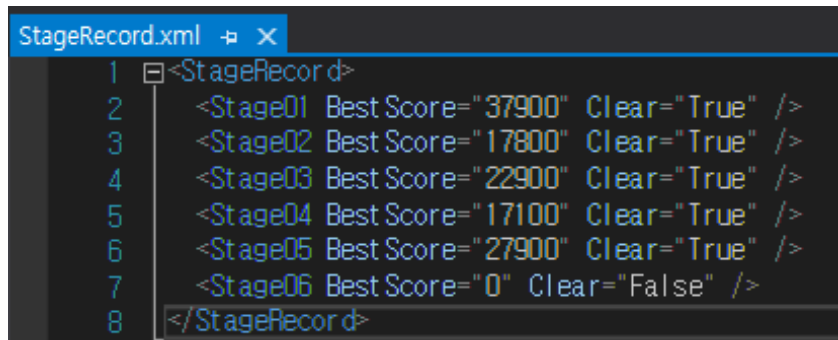 StageRecord.xml
1 <StageRecord>
2 <Stage01 BestScore="37900" Clear="True" />
3 <Stage02 BestScore="17800" Clear="True" />
4 <Stage03 BestScore="22900" Clear="True" />
5 <Stage04 BestScore="17100" Clear="True" />
6 <Stage05 BestScore="27900" Clear="True" />
7 <Stage06 BestScore="0" Clear="False" />
8 </StageRecord>